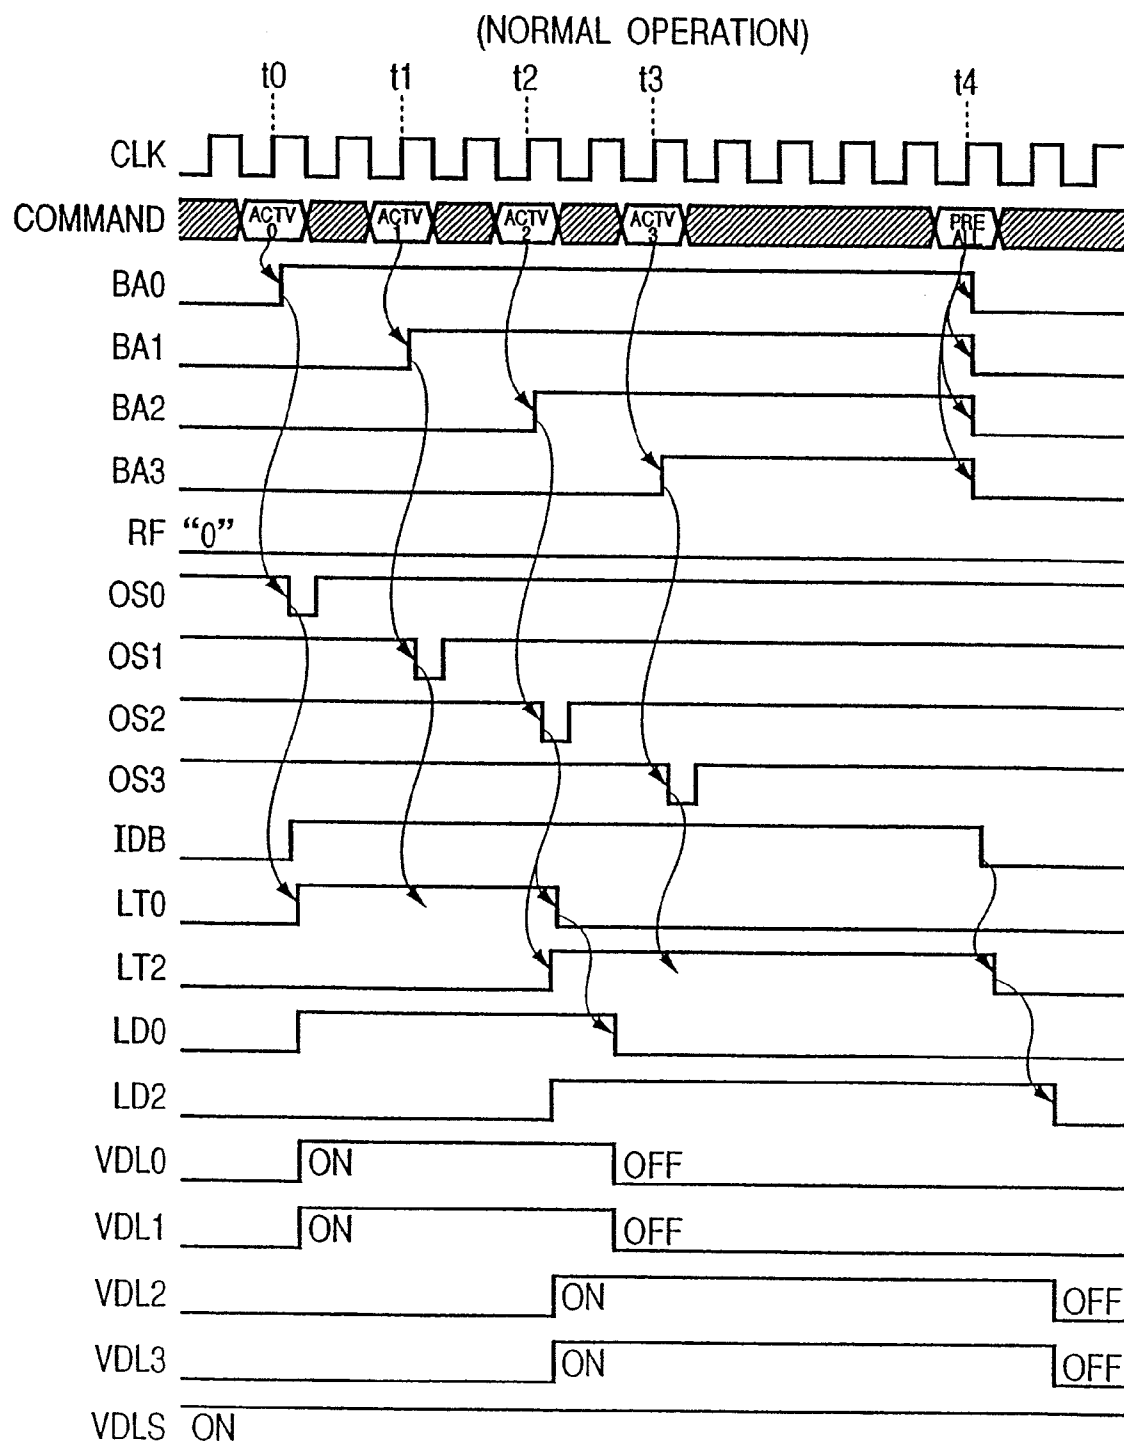 (NORMAL OPERATION)
t0 t1 t2 t3 t4
CLK
COMMAND
ACTV 0
ACTV 1
ACTV 2
ACTV 3
PRE ALL
BA0
BA1
BA2
BA3
RF "0"
OS0
OS1
OS2
OS3
IDB
LT0
LT2
LD0
LD2
VDL0 ON OFF
VDL1 ON OFF
VDL2 ON OFF
VDL3 ON OFF
VDLS ON